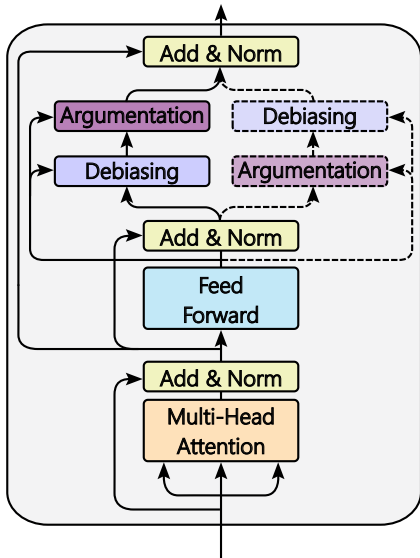 Add & Norm
Argumentation
Debiasing
Debiasing
Argumentation
Add & Norm
Feed
Forward
Add & Norm
Multi-Head
Attention